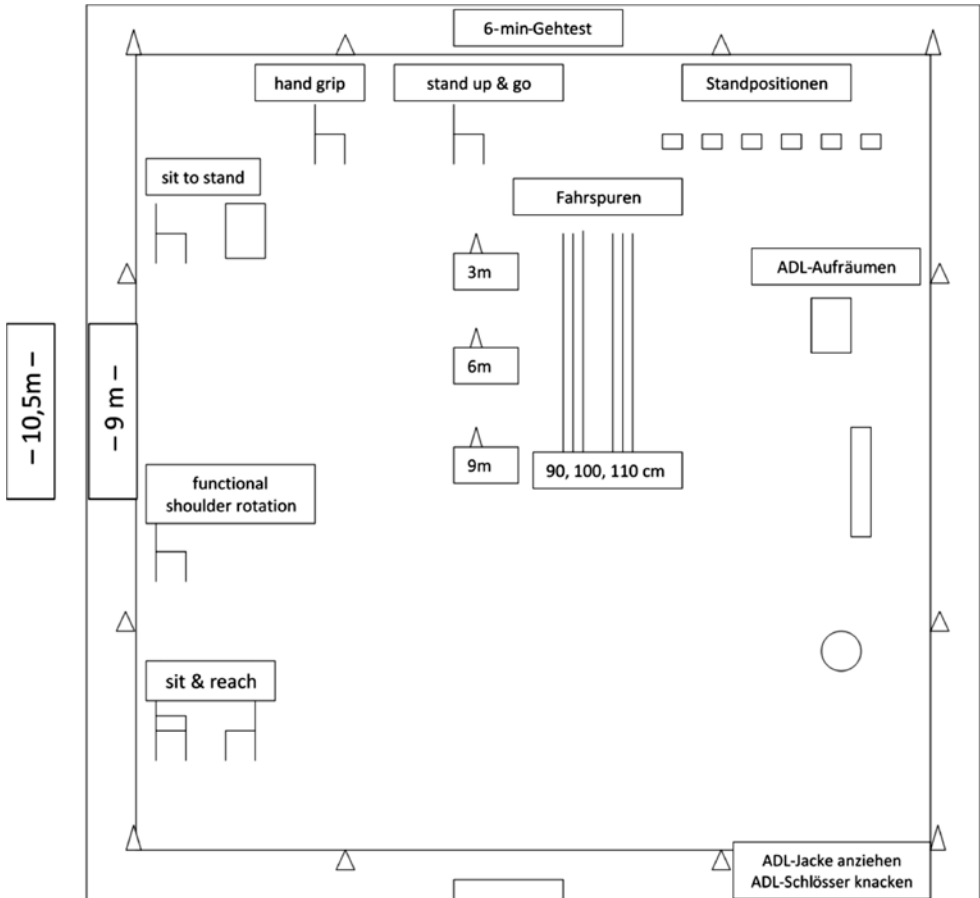 6-min-Gehtest
hand grip
stand up & go
Standpositionen
sit to stand
Fahrspuren
3m
ADL-Aufräumen
– 10,5m –
– 9 m –
6m
9m
90, 100, 110 cm
functional
shoulder rotation
sit & reach
ADL-Jacke anziehen
ADL-Schlösser knacken